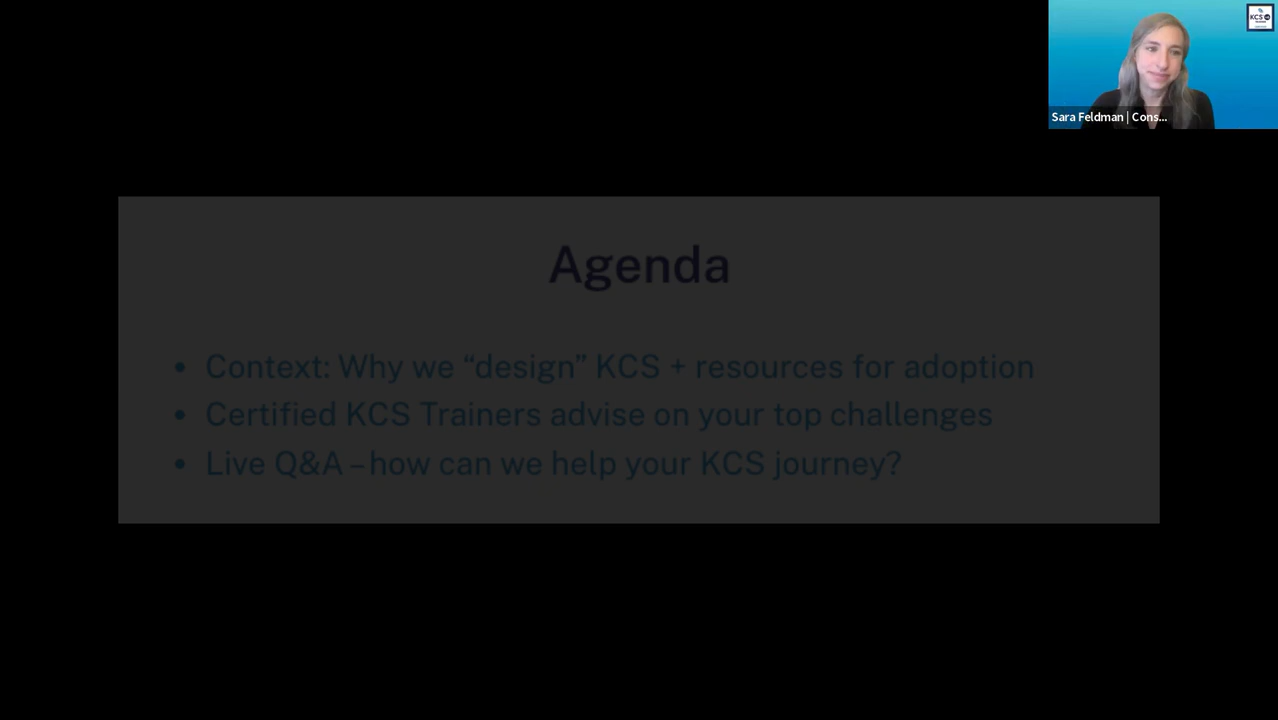 KCS
Sara Feldman | Cons...
Agenda
• Context: Why we “design” KCS + resources for adoption
• Certified KCS Trainers advise on your top challenges
• Live Q&A – how can we help your KCS journey?